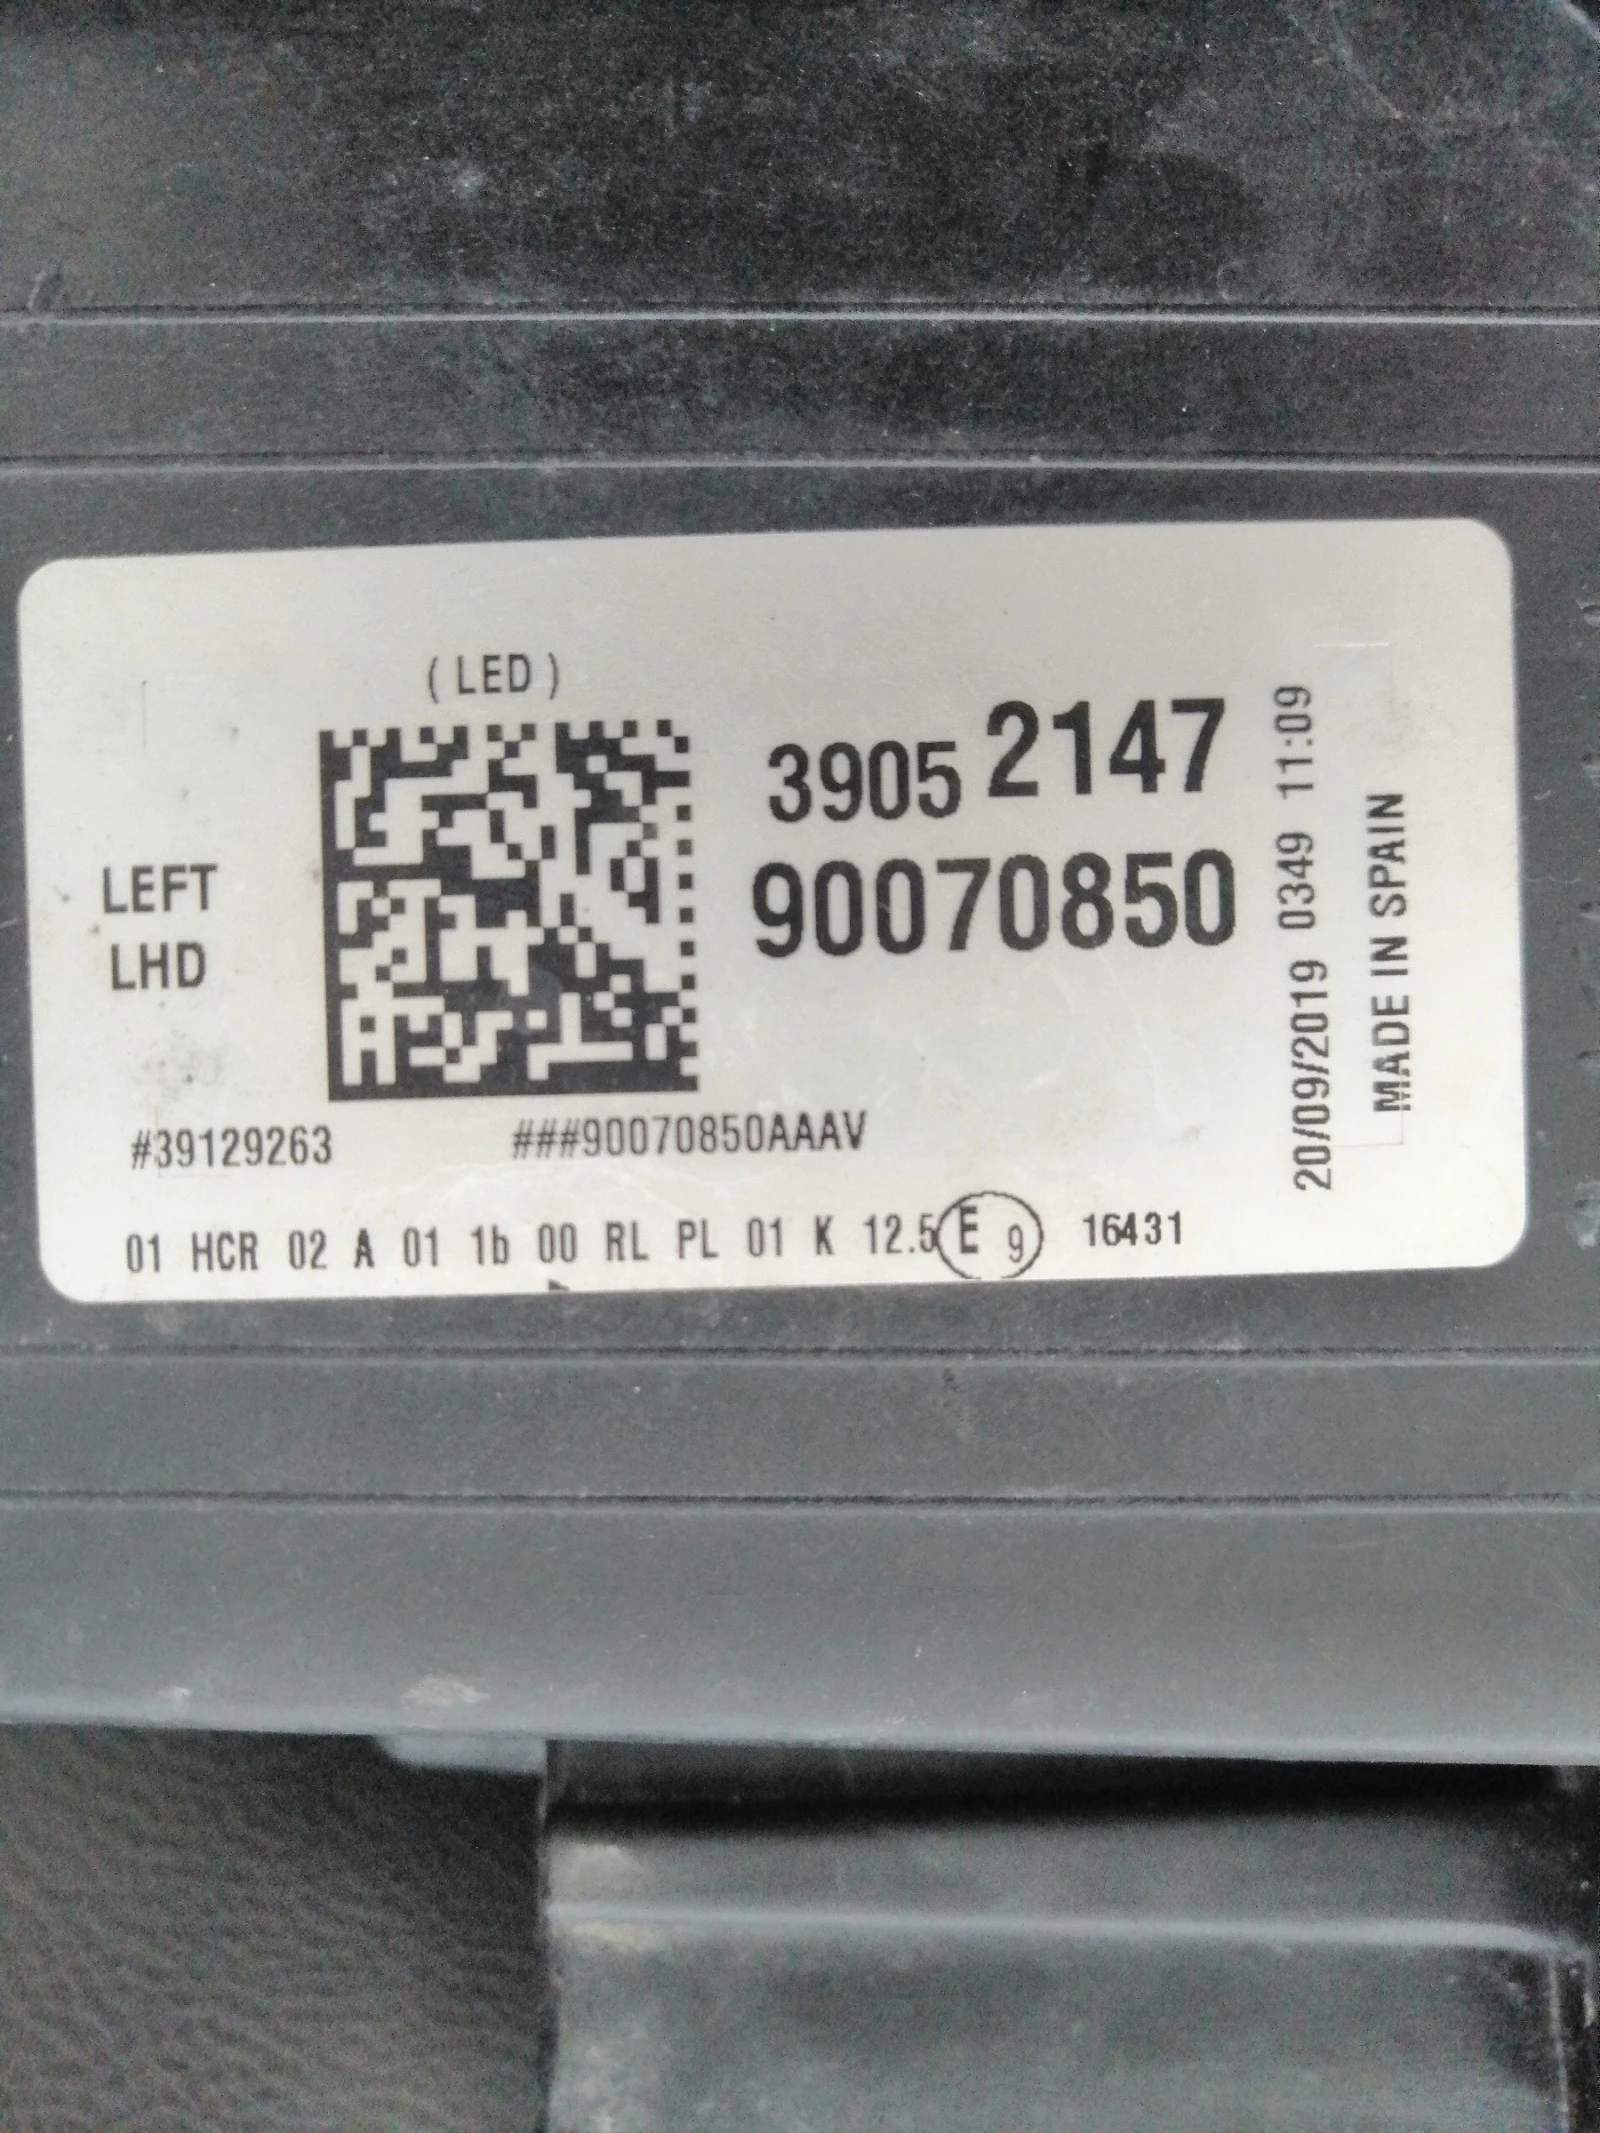 ( LED )
LEFT
LHD
3905 2147
90070850
#39129263
###90070850AAAV
01 HCR 02 A 01 1b 00 RL PL 01 K 12.5 E 9 16431
20/09/2019 0349 11:09
MADE IN SPAIN